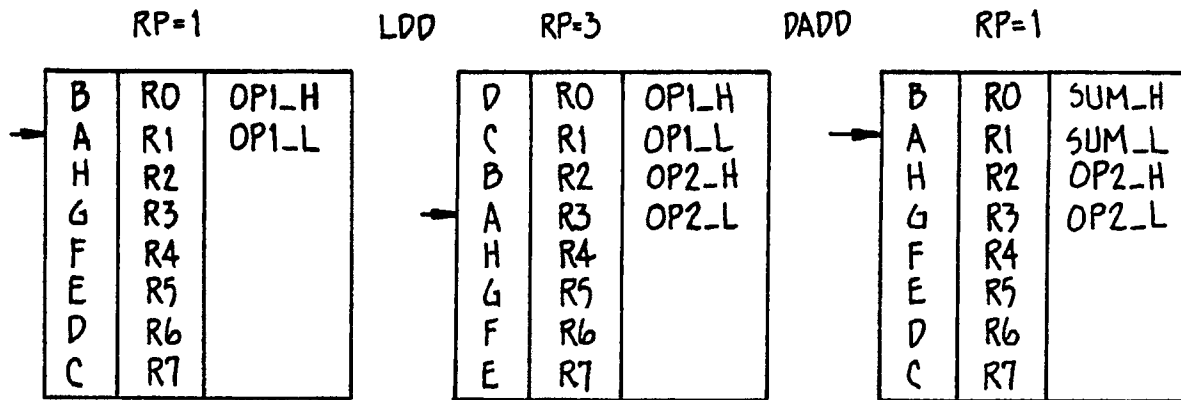 RP=1 LDD RP=3 DADD RP=1
B R0 OP1_H D R0 OP1_H B R0 SUM_H
A R1 OP1_L C R1 OP1_L A R1 SUM_L
H R2 B R2 OP2_H H R2 OP2_H
G R3 A R3 OP2_L G R3 OP2_L
F R4 H R4 F R4
E R5 G R5 E R5
D R6 F R6 D R6
C R7 E R7 C R7